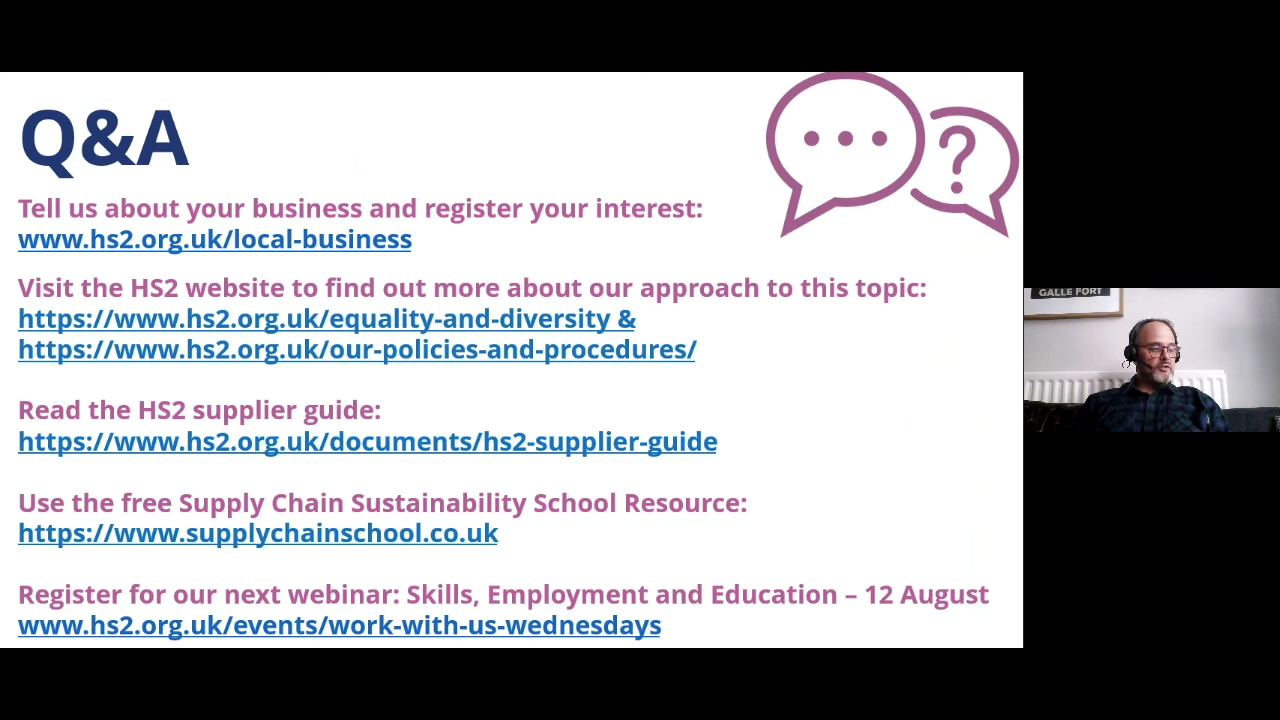 Q&A
Tell us about your business and register your interest:
www.hs2.org.uk/local-business
Visit the HS2 website to find out more about our approach to this topic:
https://www.hs2.org.uk/equality-and-diversity &
https://www.hs2.org.uk/our-policies-and-procedures/
Read the HS2 supplier guide:
https://www.hs2.org.uk/documents/hs2-supplier-guide
Use the free Supply Chain Sustainability School Resource:
https://www.supplychainschool.co.uk
Register for our next webinar: Skills, Employment and Education – 12 August
www.hs2.org.uk/events/work-with-us-wednesdays
GALLE FORT